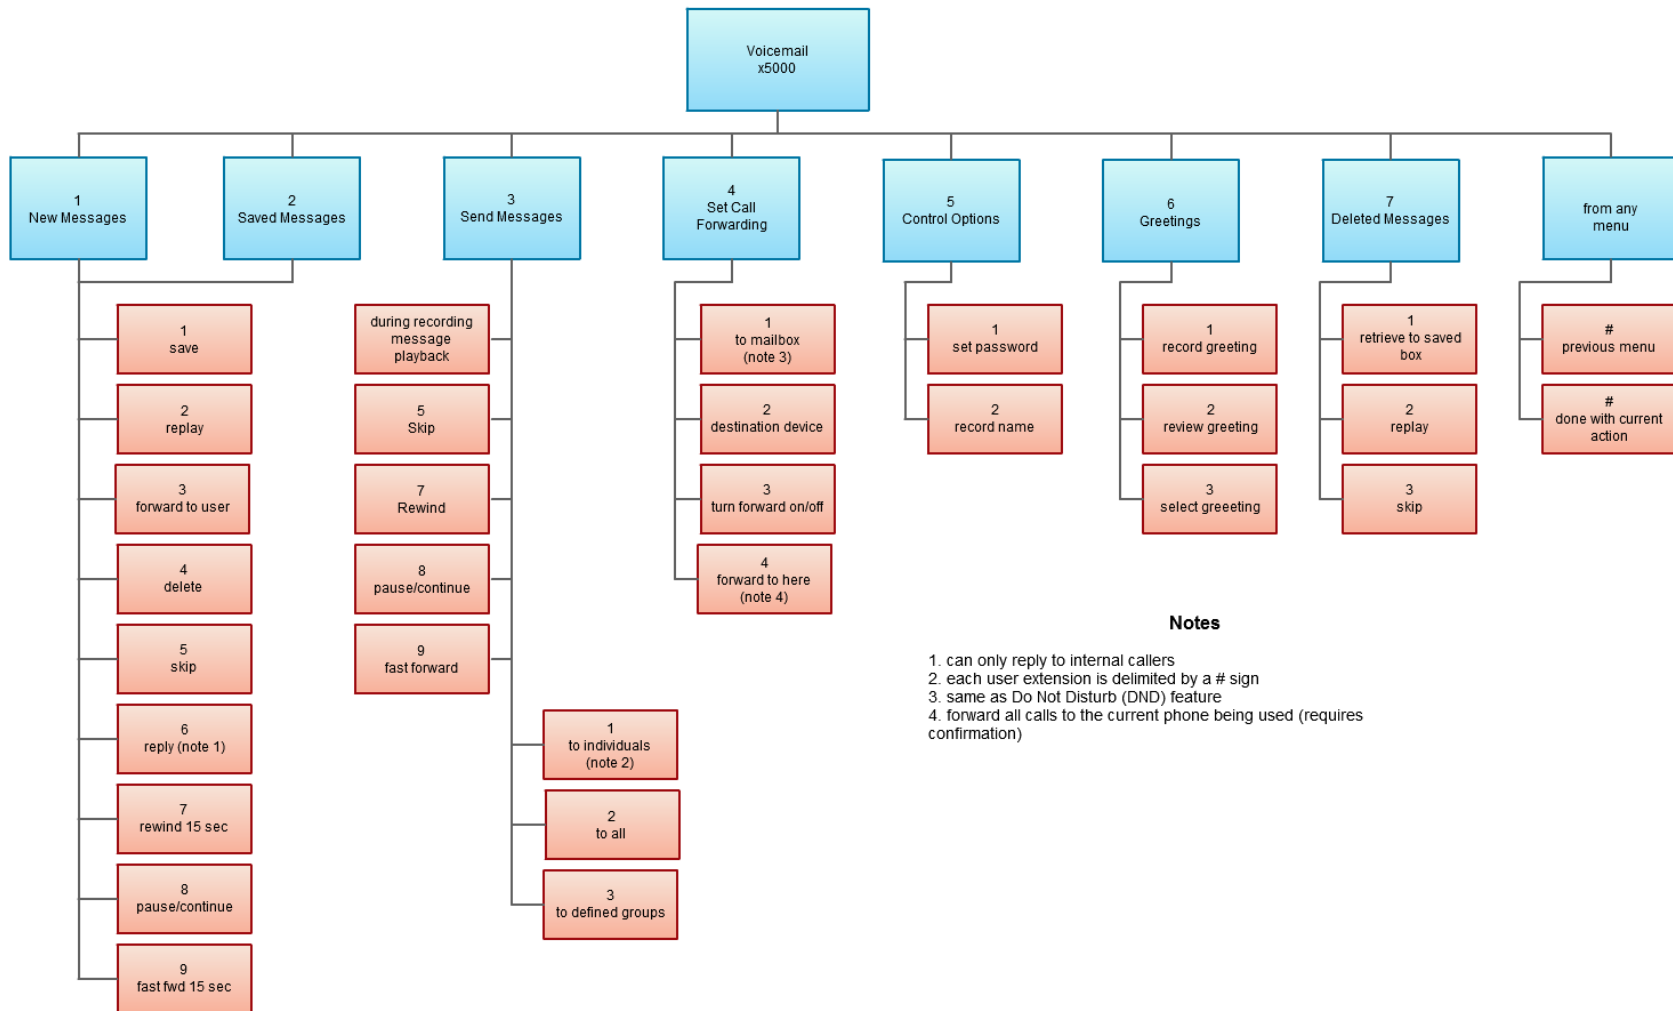 Voicemail
x5000
1
New Messages
2
Saved Messages
3
Send Messages
4
Set Call
Forwarding
5
Control Options
6
Greetings
7
Deleted Messages
from any
menu
1
save
2
replay
3
forward to user
4
delete
5
skip
6
reply (note 1)
7
rewind 15 sec
8
pause/continue
9
fast fwd 15 sec
during recording
message
playback
5
Skip
7
Rewind
8
pause/continue
9
fast forward
1
to individuals
(note 2)
2
to all
3
to defined groups
1
to mailbox
(note 3)
2
destination device
3
turn forward on/off
4
forward to here
(note 4)
1
set password
2
record name
1
record greeting
2
review greeting
3
select greeeting
1
retrieve to saved
box
2
replay
3
skip
#
previous menu
#
done with current
action
Notes
1. can only reply to internal callers
2. each user extension is delimited by a # sign
3. same as Do Not Disturb (DND) feature
4. forward all calls to the current phone being used (requires
confirmation)